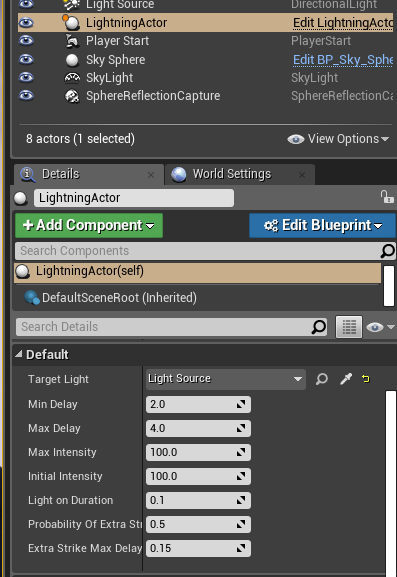 Light Source DirectionalLight
LightningActor Edit LightningActo
Player Start PlayerStart
Sky Sphere Edit BP_Sky_Sphe
SkyLight SkyLight
SphereReflectionCapture SphereReflectionCa
8 actors (1 selected) View Options
Details World Settings
LightningActor
+ Add Component Edit Blueprint
Search Components
LightningActor(self)
DefaultSceneRoot (Inherited)
Search Details
Default
Target Light Light Source
Min Delay 2.0
Max Delay 4.0
Max Intensity 100.0
Initial Intensity 100.0
Light on Duration 0.1
Probability Of Extra Str 0.5
Extra Strike Max Delay 0.15